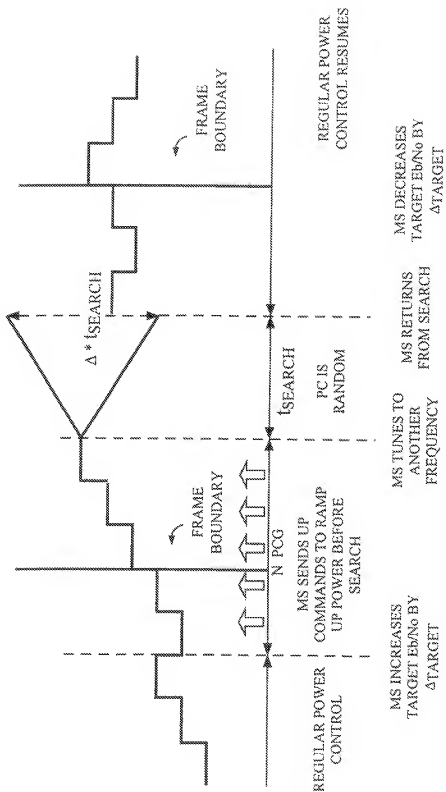 Δ * tSEARCH
FRAME
BOUNDARY
FRAME
BOUNDARY
REGULAR POWER
CONTROL
N PCG
MS SENDS UP
COMMANDS TO RAMP
UP POWER BEFORE
SEARCH
tSEARCH
PC IS
RANDOM
REGULAR POWER
CONTROL RESUMES
MS INCREASES
TARGET Eb/No BY
ΔTARGET
MS TUNES TO
ANOTHER
FREQUENCY
MS RETURNS
FROM SEARCH
MS DECREASES
TARGET Eb/No BY
ΔTARGET